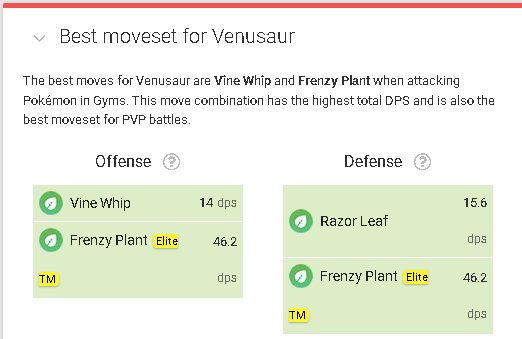 Best moveset for Venusaur
The best moves for Venusaur are Vine Whip and Frenzy Plant when attacking
Pokémon in Gyms. This move combination has the highest total DPS and is also the
best moveset for PVP battles.
Offense ?
Vine Whip 14 dps
Frenzy Plant Elite 46.2
TM dps
Defense ?
15.6
Razor Leaf
dps
Frenzy Plant Elite 46.2
TM dps